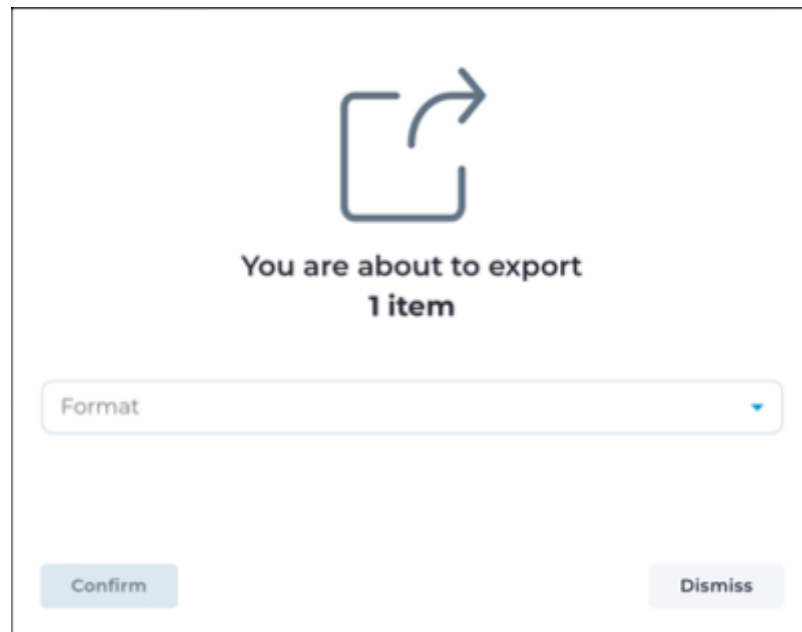 You are about to export
1 item
Format
Confirm
Dismiss